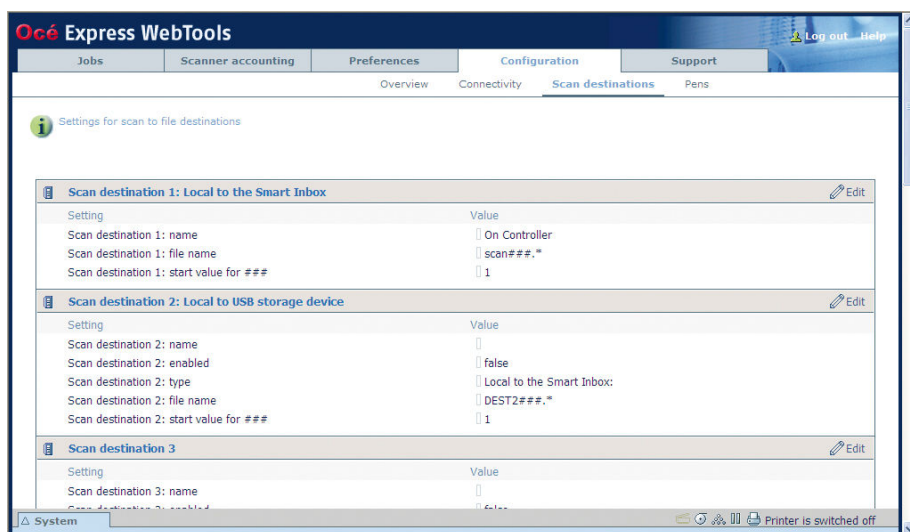 Océ Express WebTools
Log out Help
Jobs Scanner accounting Preferences Configuration Support
Overview Connectivity Scan destinations Pens
Settings for scan to file destinations
Scan destination 1: Local to the Smart Inbox Edit
Setting Value
Scan destination 1: name On Controller
Scan destination 1: file name scan###.*
Scan destination 1: start value for ### 1
Scan destination 2: Local to USB storage device Edit
Setting Value
Scan destination 2: name
Scan destination 2: enabled false
Scan destination 2: type Local to the Smart Inbox:
Scan destination 2: file name DEST2###.*
Scan destination 2: start value for ### 1
Scan destination 3 Edit
Setting Value
Scan destination 3: name
Scan destination 3: enabled false
System Printer is switched off